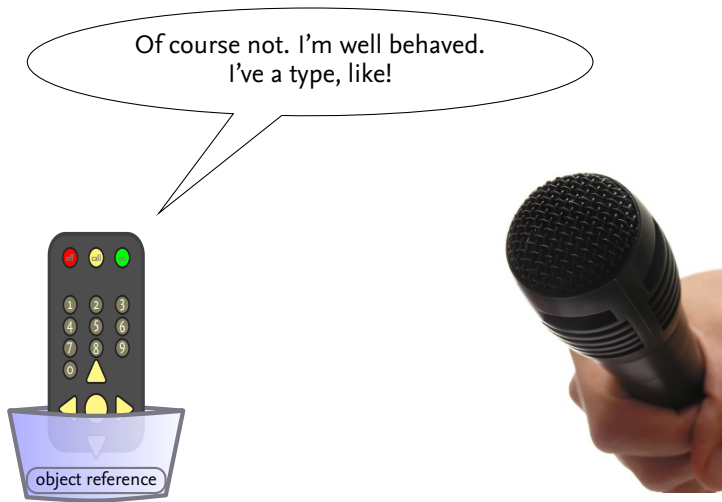 Of course not. I'm well behaved.
I've a type, like!
off call
1 2 3
4 5 6
7 8 9
0
object reference